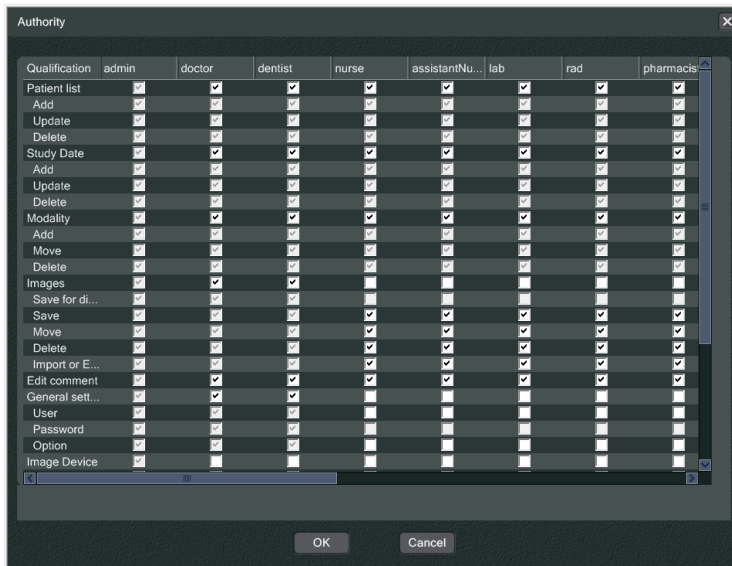 Authority
Qualification admin doctor dentist nurse assistantNu... lab rad pharmacis
Patient list
Add
Update
Delete
Study Date
Add
Update
Delete
Modality
Add
Move
Delete
Images
Save for di...
Save
Move
Delete
Import or E...
Edit comment
General sett...
User
Password
Option
Image Device
OK Cancel